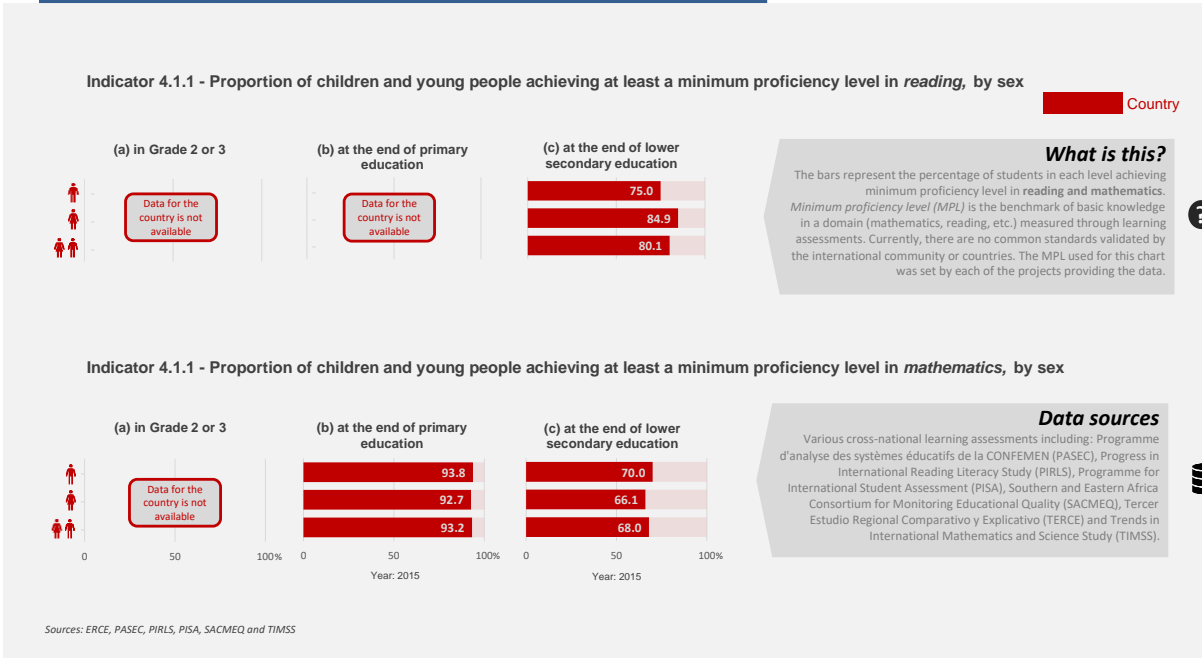 Indicator 4.1.1 - Proportion of children and young people achieving at least a minimum proficiency level in reading, by sex
Country
(a) in Grade 2 or 3
Data for the
country is not
available
(b) at the end of primary
education
Data for the
country is not
available
(c) at the end of lower
secondary education
75.0
84.9
80.1
What is this?
The bars represent the percentage of students in each level achieving
minimum proficiency level in reading and mathematics.
Minimum proficiency level (MPL) is the benchmark of basic knowledge
in a domain (mathematics, reading, etc.) measured through learning
assessments. Currently, there are no common standards validated by
the international community or countries. The MPL used for this chart
was set by each of the projects providing the data.
?
Indicator 4.1.1 - Proportion of children and young people achieving at least a minimum proficiency level in mathematics, by sex
(a) in Grade 2 or 3
Data for the
country is not
available
0 50 100%
(b) at the end of primary
education
93.8
92.7
93.2
0 50 100%
Year: 2015
(c) at the end of lower
secondary education
70.0
66.1
68.0
0 50 100%
Year: 2015
Data sources
Various cross-national learning assessments including: Programme
d'analyse des systèmes éducatifs de la CONFEMEN (PASEC), Progress in
International Reading Literacy Study (PIRLS), Programme for
International Student Assessment (PISA), Southern and Eastern Africa
Consortium for Monitoring Educational Quality (SACMEQ), Tercer
Estudio Regional Comparativo y Explicativo (TERCE) and Trends in
International Mathematics and Science Study (TIMSS).
Sources: ERCE, PASEC, PIRLS, PISA, SACMEQ and TIMSS